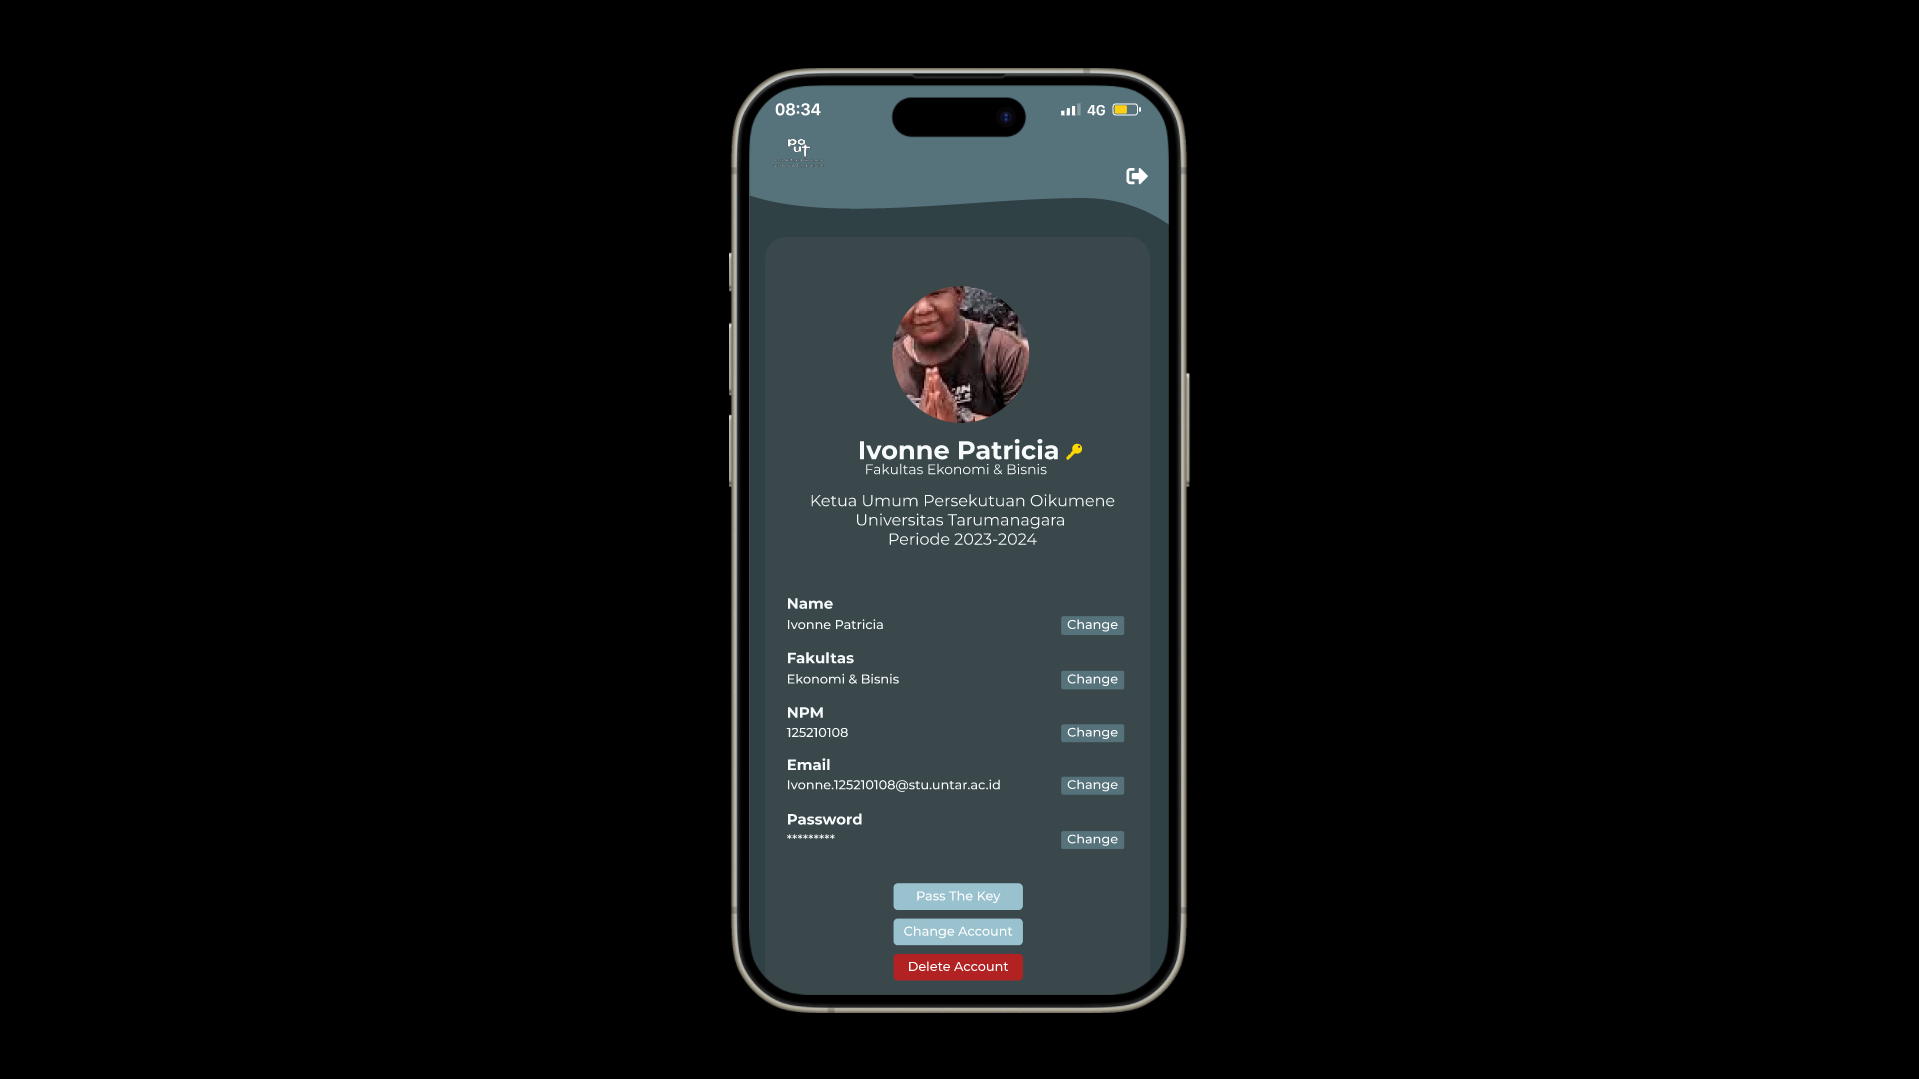 08:34
4G
po
ut
Ivonne Patricia
Fakultas Ekonomi & Bisnis
Ketua Umum Persekutuan Oikumene
Universitas Tarumanagara
Periode 2023-2024
Name
Ivonne Patricia
Change
Fakultas
Ekonomi & Bisnis
Change
NPM
125210108
Change
Email
Ivonne.125210108@stu.untar.ac.id
Change
Password
*********
Change
Pass The Key
Change Account
Delete Account